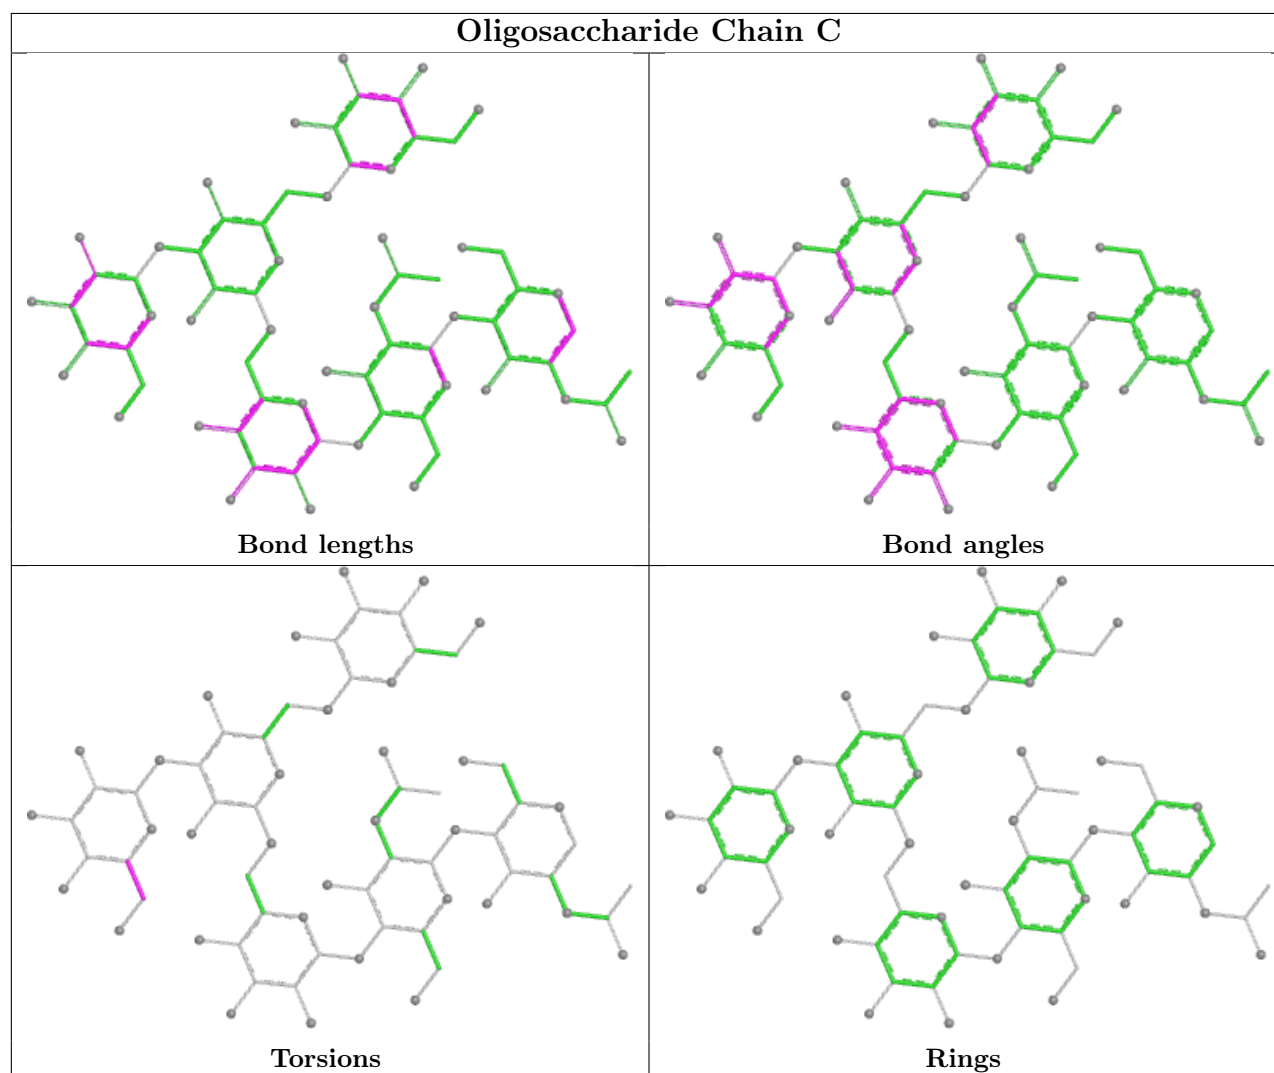 Oligosaccharide Chain C
Bond lengths
Bond angles
Torsions
Rings